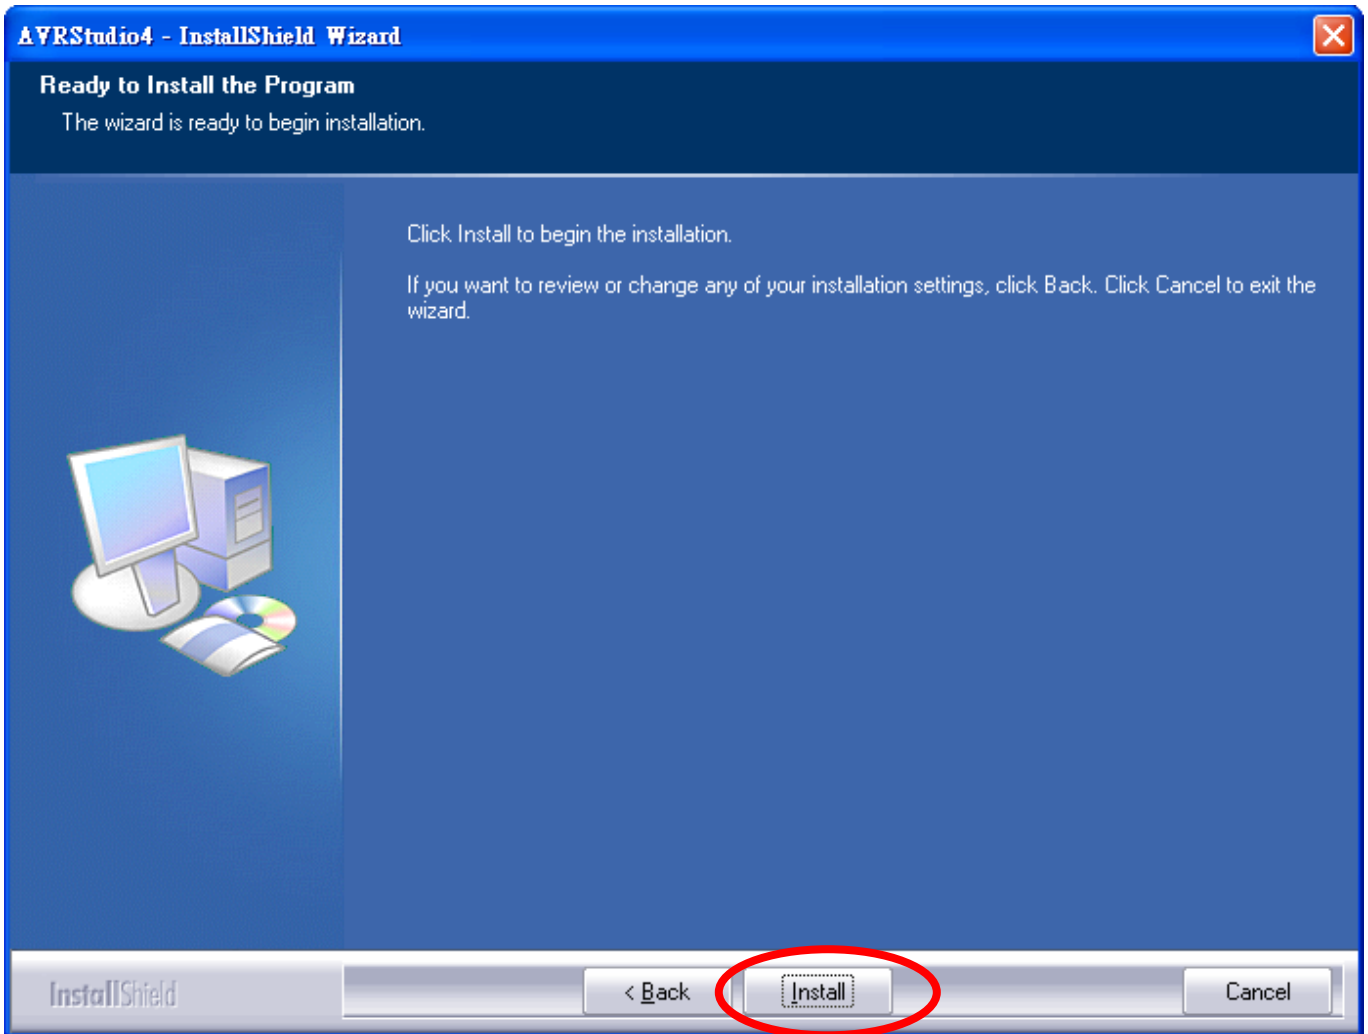 AVRStudio4 - InstallShield Wizard
Ready to Install the Program
The wizard is ready to begin installation.
Click Install to begin the installation.
If you want to review or change any of your installation settings, click Back. Click Cancel to exit the
wizard.
InstallShield
< Back
Install
Cancel